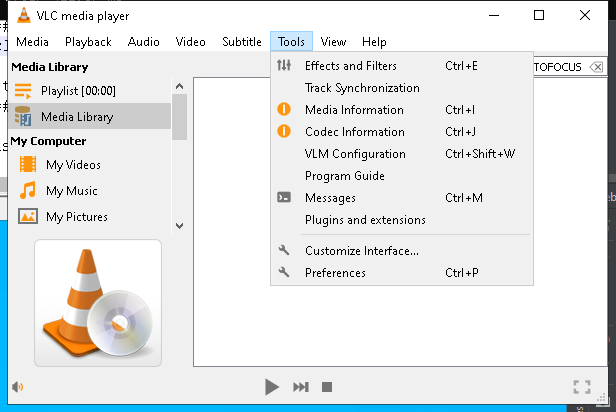 VLC media player
Media Playback Audio Video Subtitle Tools View Help
Media Library
Playlist [00:00]
Media Library
My Computer
My Videos
My Music
My Pictures
Effects and Filters Ctrl+E
Track Synchronization
Media Information Ctrl+I
Codec Information Ctrl+J
VLM Configuration Ctrl+Shift+W
Program Guide
Messages Ctrl+M
Plugins and extensions
Customize Interface...
Preferences Ctrl+P
TOFOCUS